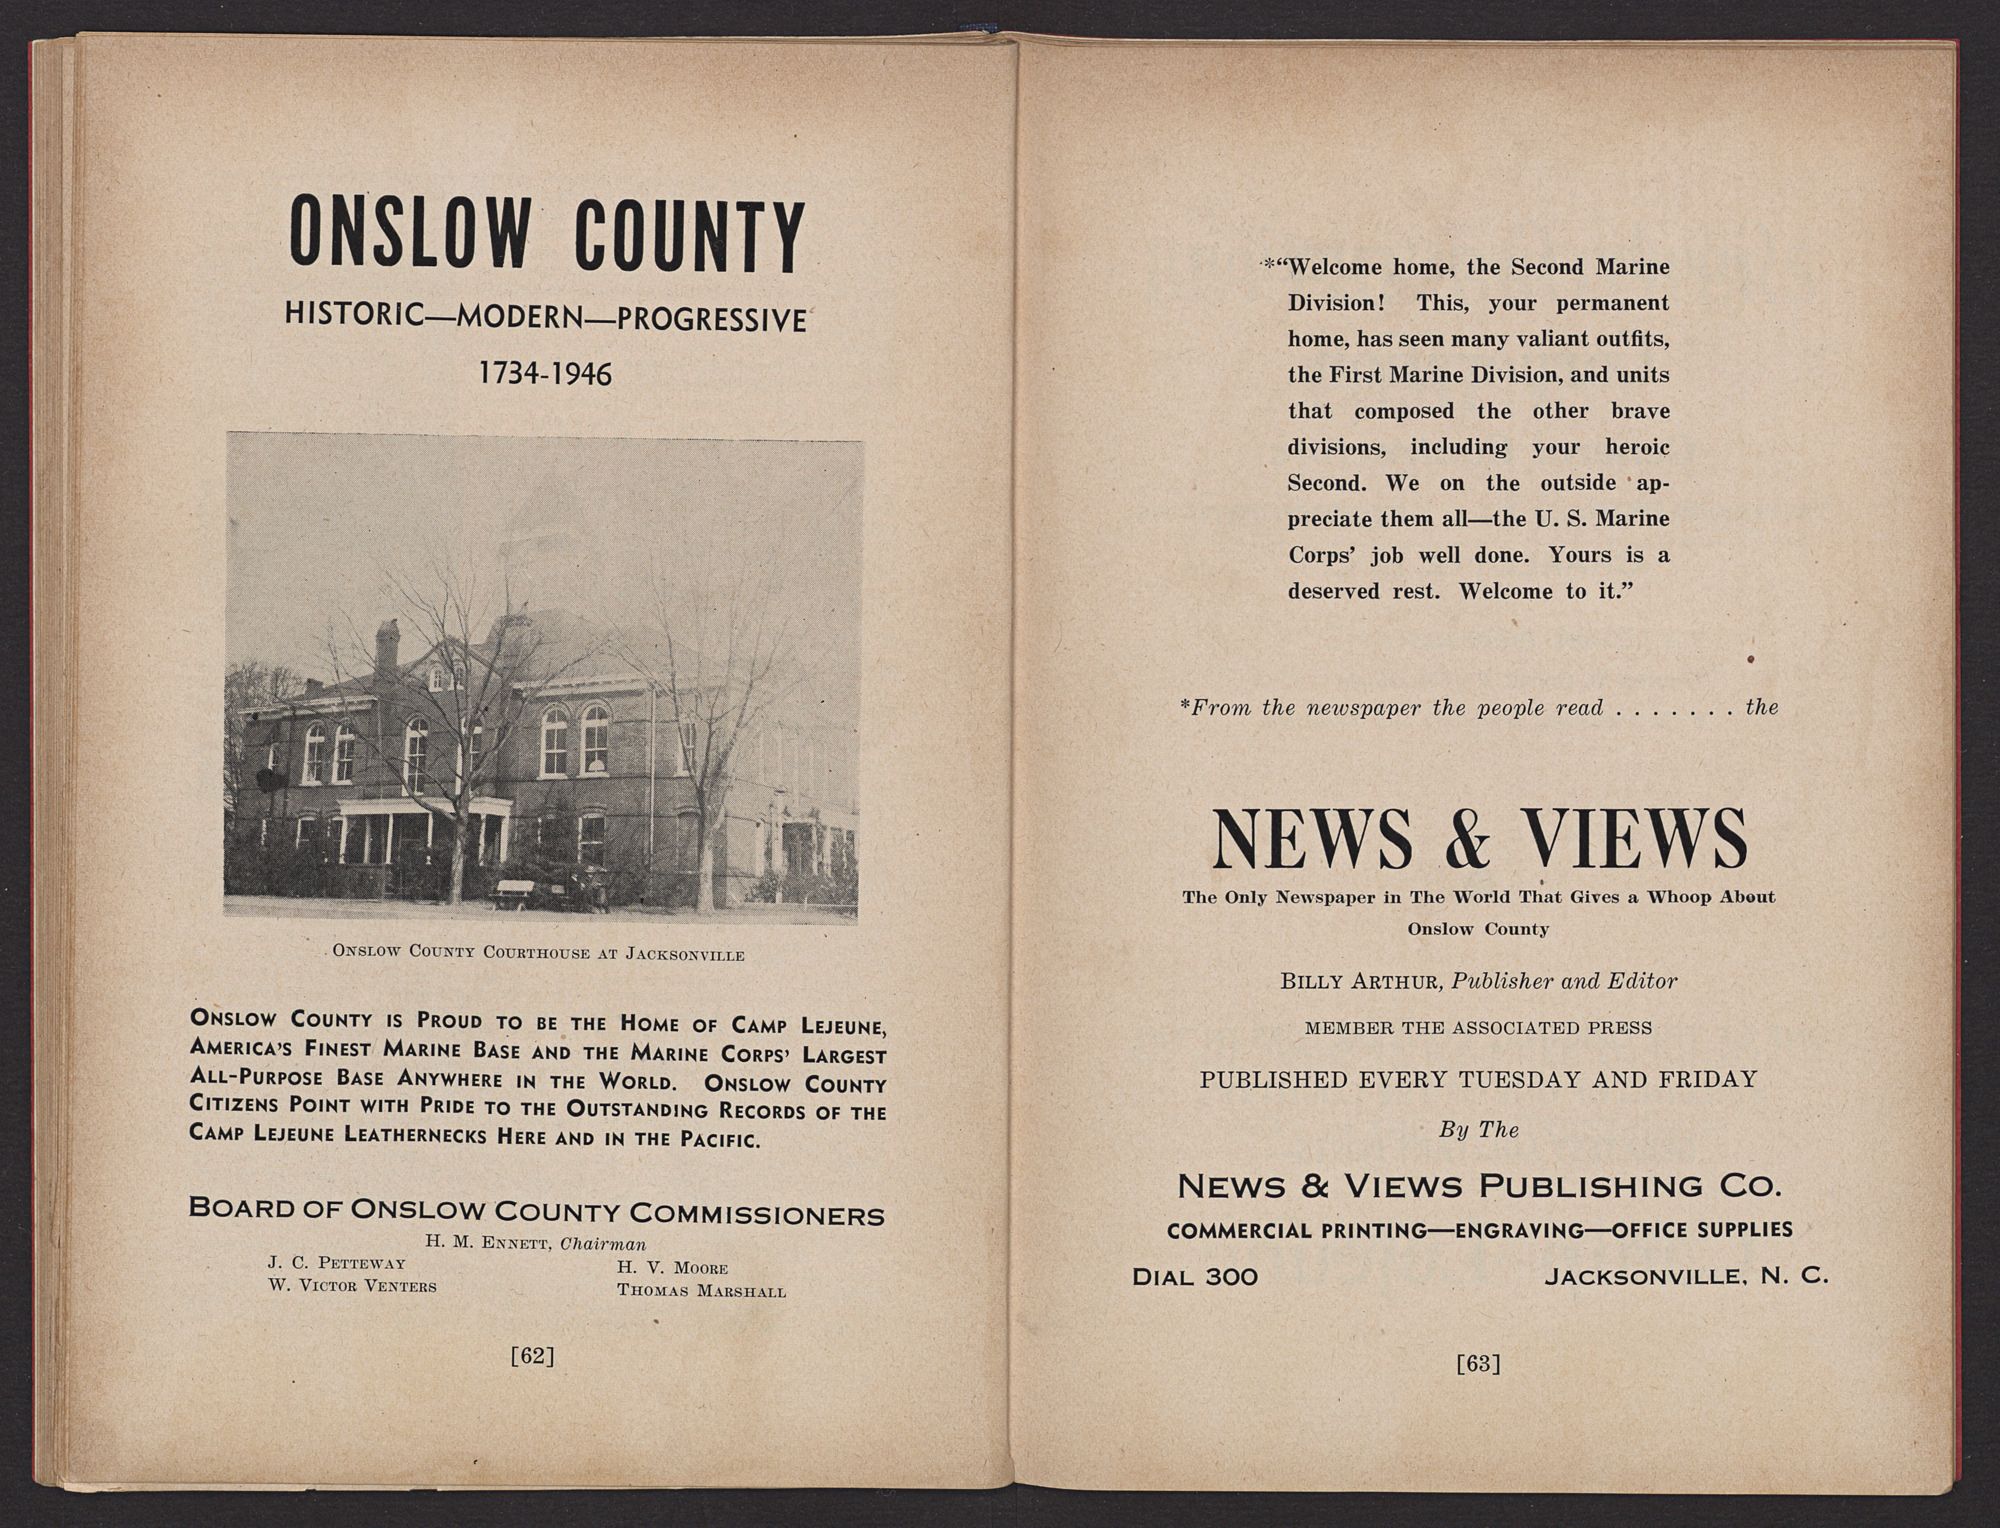 ONSLOW COUNTY
HISTORIC—MODERN—PROGRESSIVE
1734-1946
ONSLOW COUNTY COURTHOUSE AT JACKSONVILLE
ONSLOW COUNTY IS PROUD TO BE THE HOME OF CAMP LEJEUNE,
AMERICA'S FINEST MARINE BASE AND THE MARINE CORPS' LARGEST
ALL-PURPOSE BASE ANYWHERE IN THE WORLD. ONSLOW COUNTY
CITIZENS POINT WITH PRIDE TO THE OUTSTANDING RECORDS OF THE
CAMP LEJEUNE LEATHERNECKS HERE AND IN THE PACIFIC.
BOARD OF ONSLOW COUNTY COMMISSIONERS
H. M. ENNETT, Chairman
J. C. PETTEWAY H. V. MOORE
W. VICTOR VENTERS THOMAS MARSHALL
[62]
*“Welcome home, the Second Marine
Division! This, your permanent
home, has seen many valiant outfits,
the First Marine Division, and units
that composed the other brave
divisions, including your heroic
Second. We on the outside ap-
preciate them all—the U. S. Marine
Corps’ job well done. Yours is a
deserved rest. Welcome to it.”
*From the newspaper the people read . . . . . . . the
NEWS & VIEWS
The Only Newspaper in The World That Gives a Whoop About
Onslow County
BILLY ARTHUR, Publisher and Editor
MEMBER THE ASSOCIATED PRESS
PUBLISHED EVERY TUESDAY AND FRIDAY
By The
NEWS & VIEWS PUBLISHING CO.
COMMERCIAL PRINTING—ENGRAVING—OFFICE SUPPLIES
DIAL 300 JACKSONVILLE, N. C.
[63]